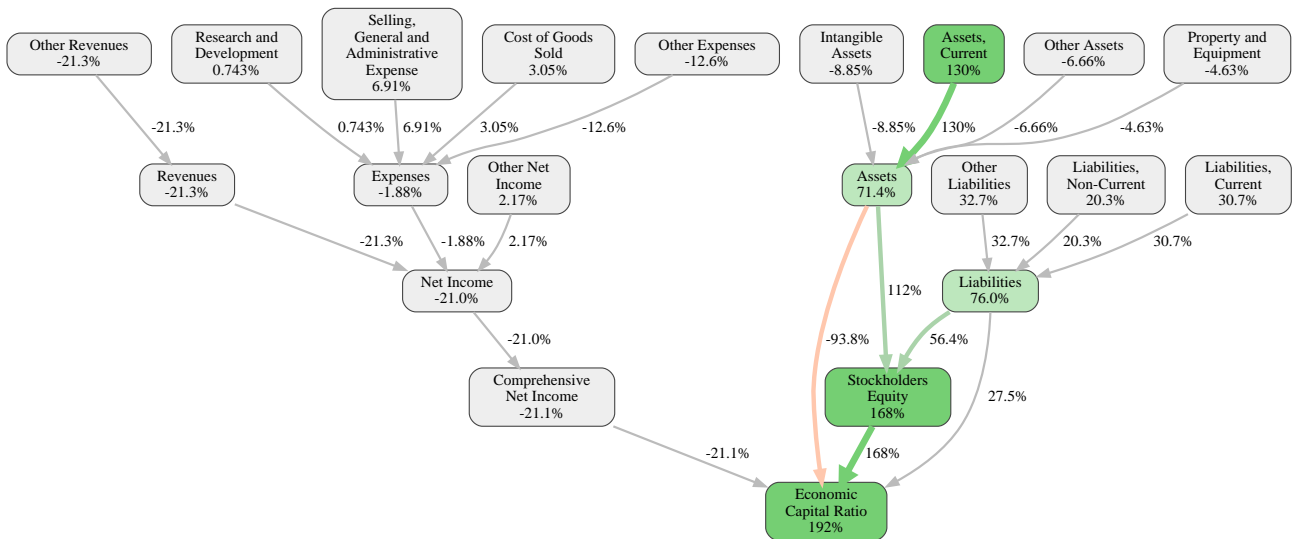 Other Revenues
-21.3%
Research and
Development
0.743%
Selling,
General and
Administrative
Expense
6.91%
Cost of Goods
Sold
3.05%
Other Expenses
-12.6%
Intangible
Assets
-8.85%
Assets,
Current
130%
Other Assets
-6.66%
Property and
Equipment
-4.63%
-21.3%
0.743%
6.91%
3.05%
-12.6%
-8.85%
130%
-6.66%
-4.63%
Revenues
-21.3%
Expenses
-1.88%
Other Net
Income
2.17%
Assets
71.4%
Other
Liabilities
32.7%
Liabilities,
Non-Current
20.3%
Liabilities,
Current
30.7%
-21.3%
-1.88%
2.17%
32.7%
20.3%
30.7%
Net Income
-21.0%
112%
Liabilities
76.0%
-21.0%
-93.8%
56.4%
Comprehensive
Net Income
-21.1%
Stockholders
Equity
168%
27.5%
-21.1%
168%
Economic
Capital Ratio
192%